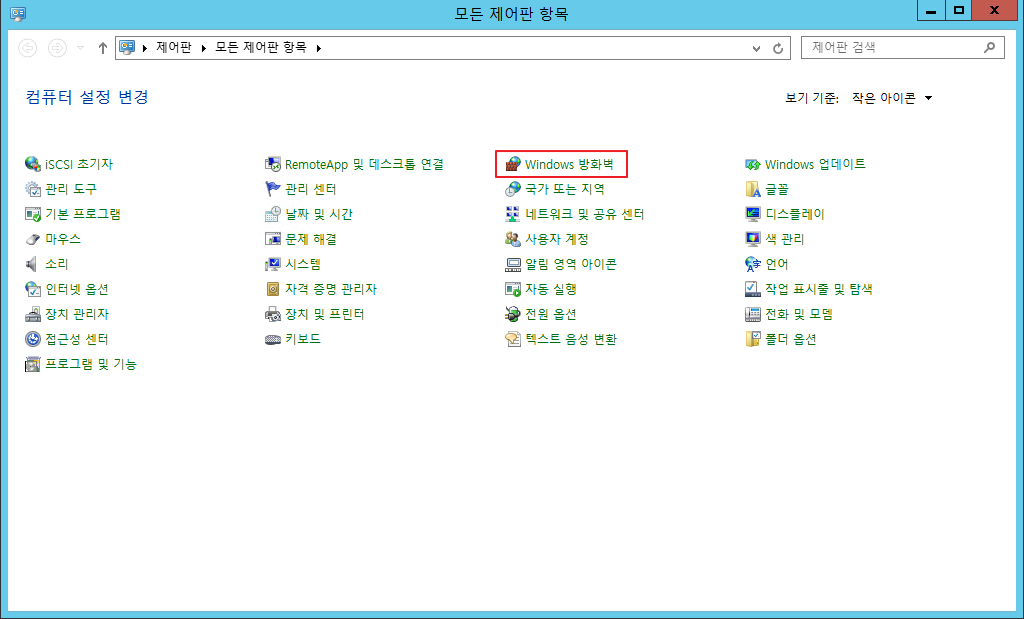 모든 제어판 항목
제어판 모든 제어판 항목
제어판 검색
컴퓨터 설정 변경
보기 기준: 작은 아이콘
iSCSI 초기자 RemoteApp 및 데스크톱 연결 Windows 방화벽 Windows 업데이트
관리 도구 관리 센터 국가 또는 지역 글꼴
기본 프로그램 날짜 및 시간 네트워크 및 공유 센터 디스플레이
마우스 문제 해결 사용자 계정 색 관리
소리 시스템 알림 영역 아이콘 언어
인터넷 옵션 자격 증명 관리자 자동 실행 작업 표시줄 및 탐색
장치 관리자 장치 및 프린터 전원 옵션 전화 및 모뎀
접근성 센터 키보드 텍스트 음성 변환 폴더 옵션
프로그램 및 기능